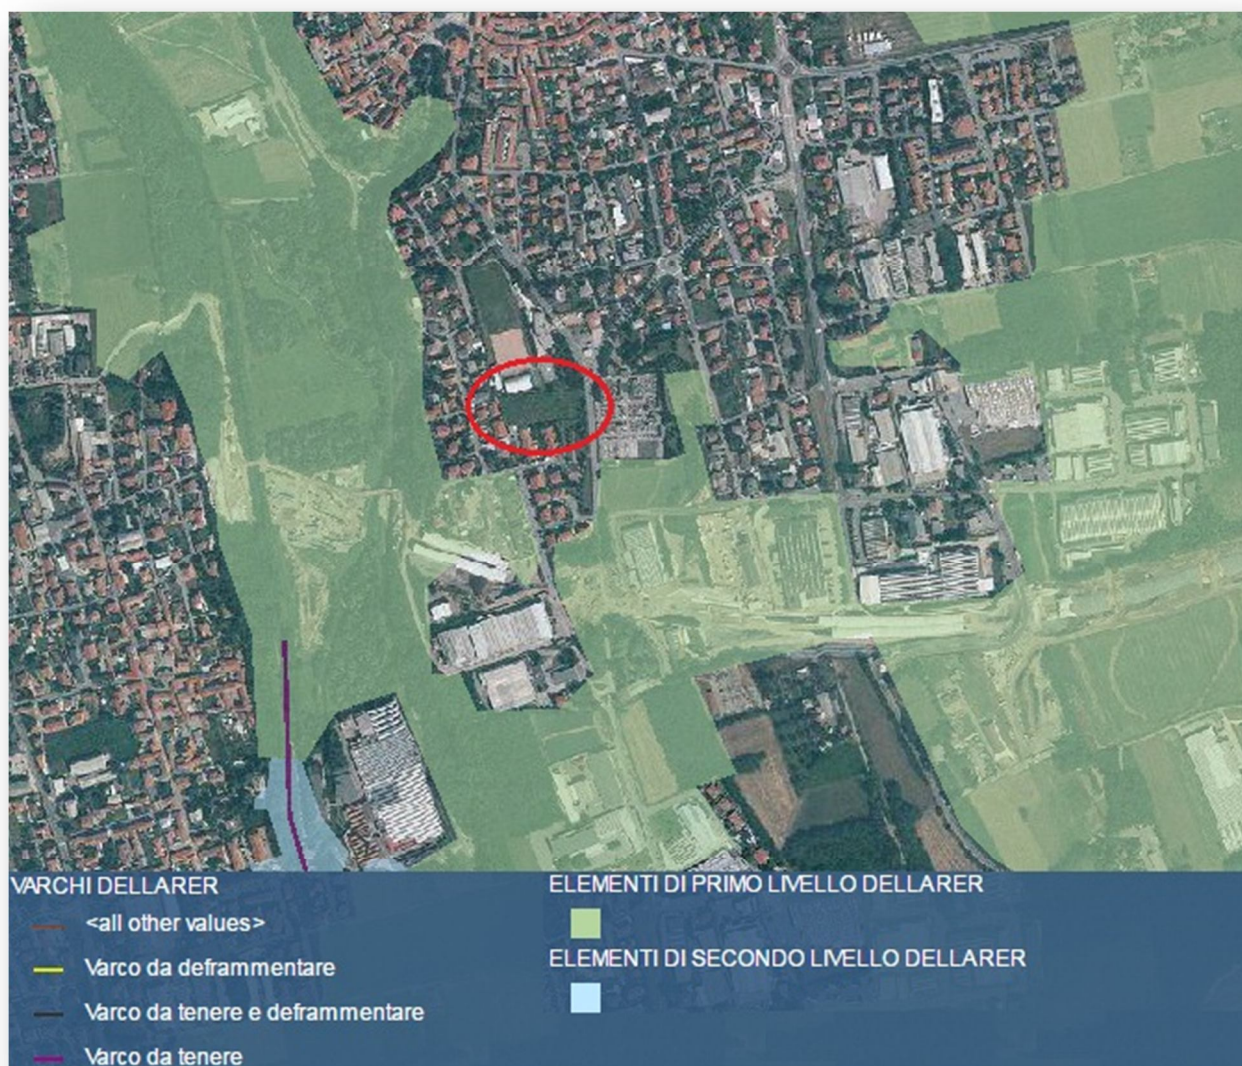 VARCHI DELLARER
<all other values>
Varco da deframmentare
Varco da tenere e deframmentare
Varco da tenere
ELEMENTI DI PRIMO LIVELLO DELLARER
ELEMENTI DI SECONDO LIVELLO DELLARER